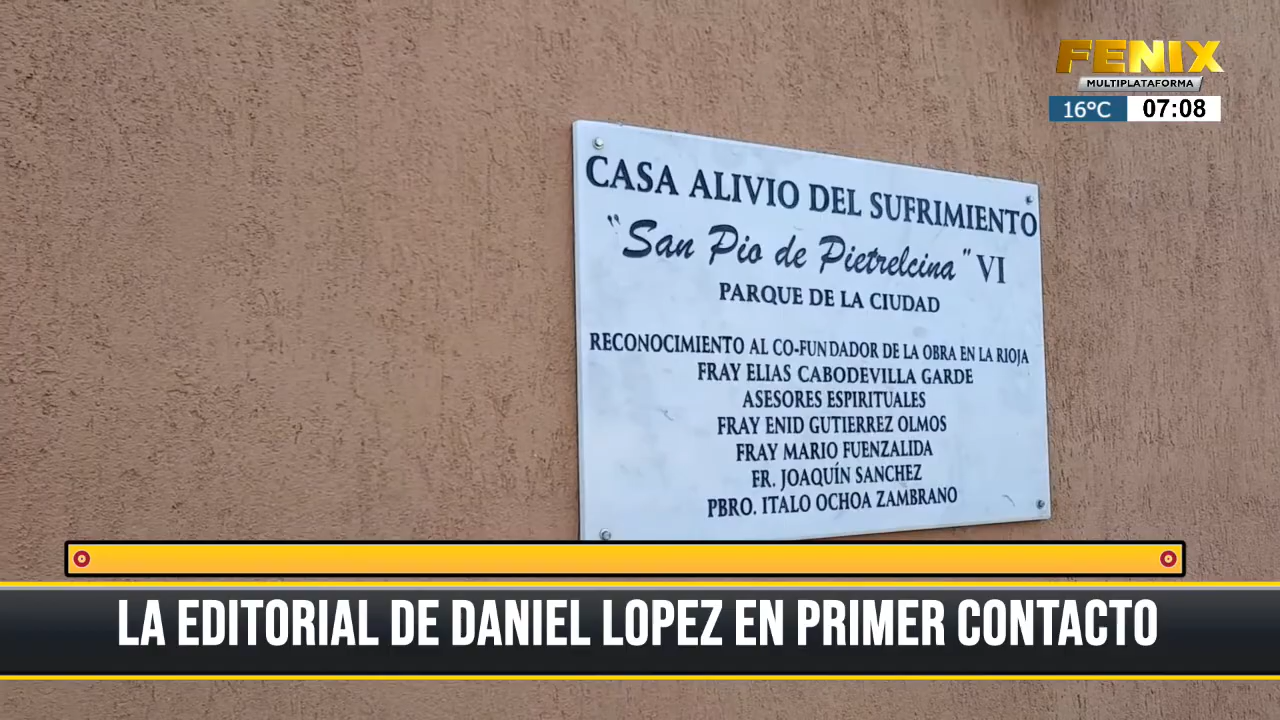 FENIX
MULTIPLATAFORMA
16°C 07:08
CASA ALIVIO DEL SUFRIMIENTO
"San Pio de Pietrelcina" VI
PARQUE DE LA CIUDAD
RECONOCIMIENTO AL CO-FUNDADOR DE LA OBRA EN LA RIOJA
FRAY ELIAS CABODEVILLA GARDE
ASESORES ESPIRITUALES
FRAY ENID GUTIERREZ OLMOS
FRAY MARIO FUENZALIDA
FR. JOAQUÍN SANCHEZ
PBRO. ITALO OCHOA ZAMBRANO
LA EDITORIAL DE DANIEL LOPEZ EN PRIMER CONTACTO